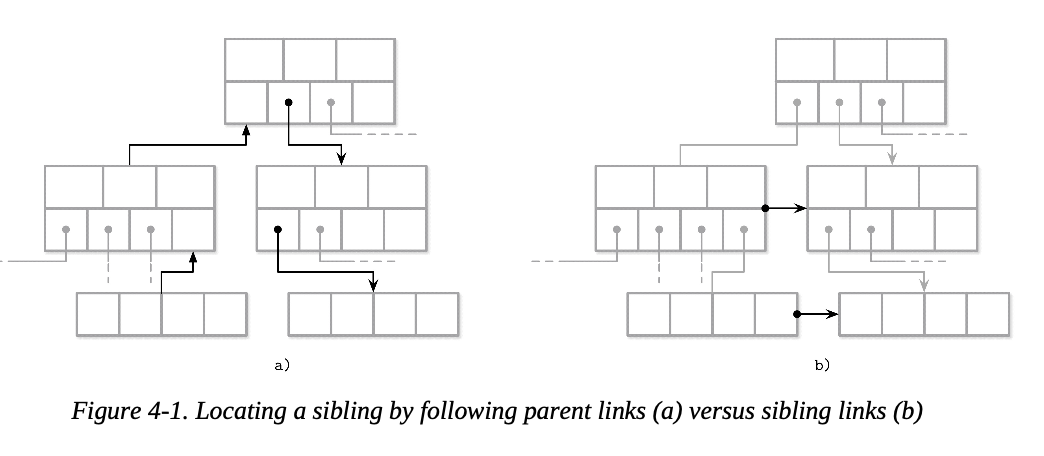 a)
b)
Figure 4-1. Locating a sibling by following parent links (a) versus sibling links (b)